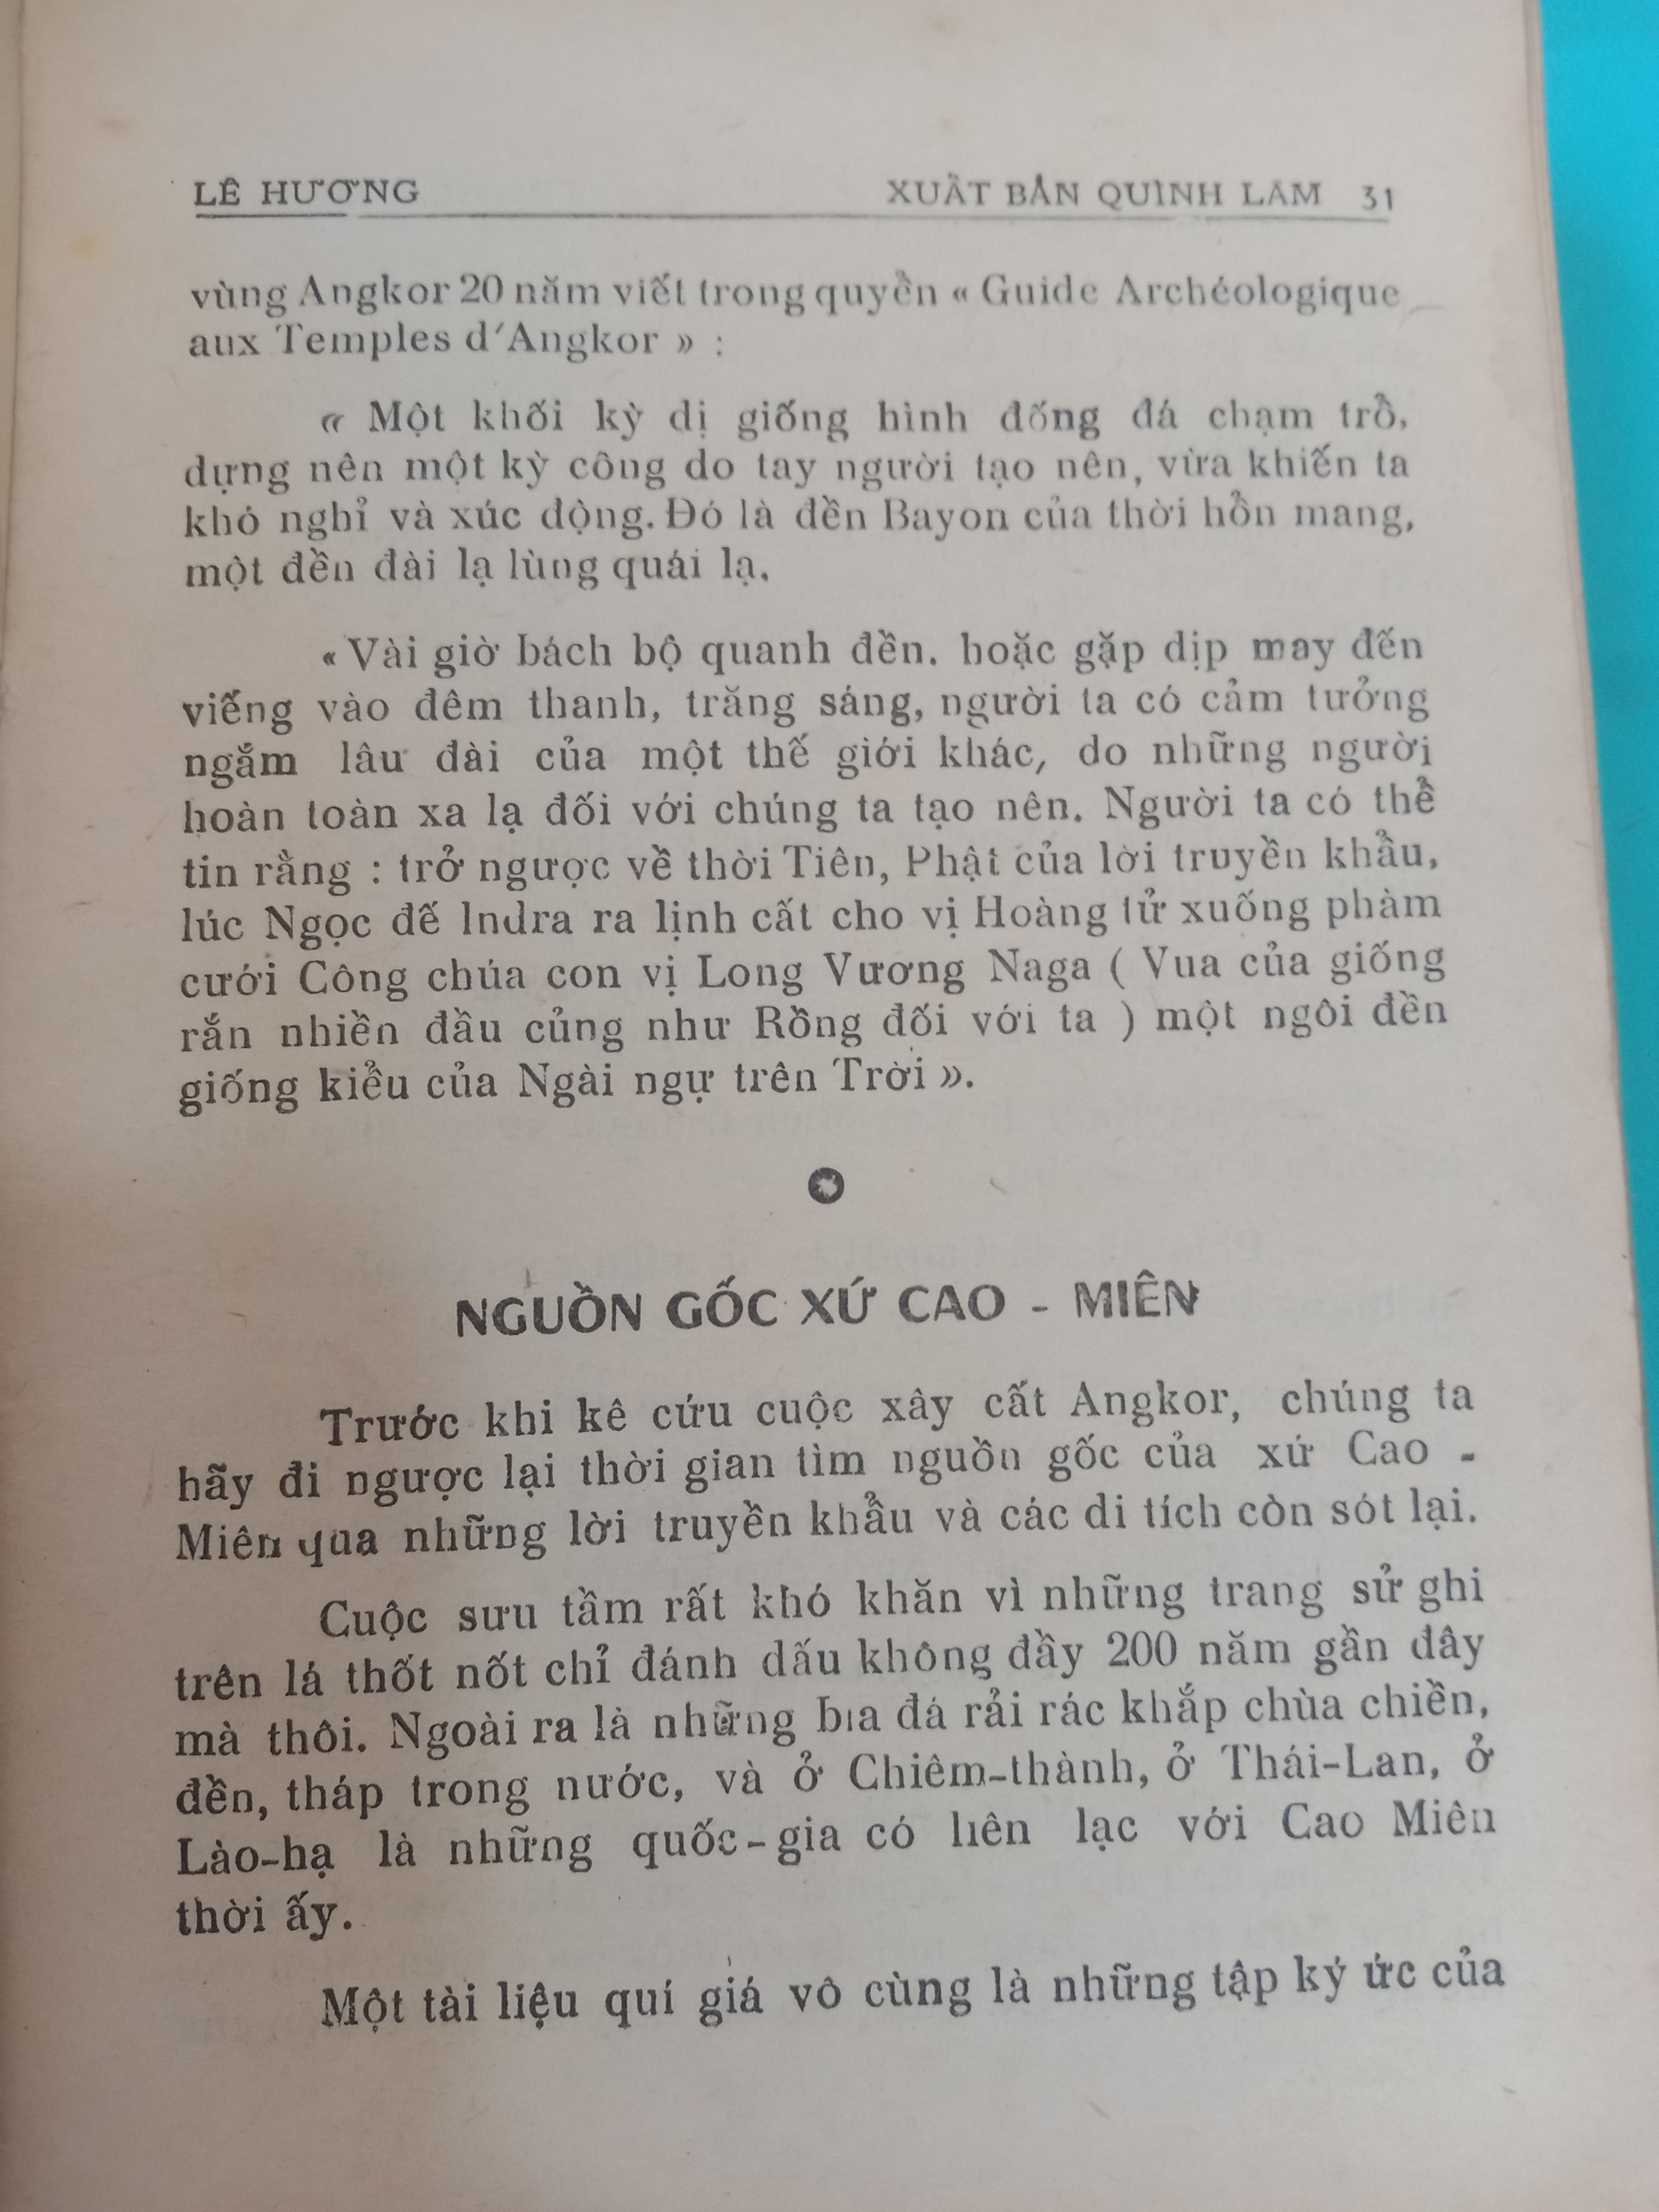 LÊ HƯƠNG XUẤT BẢN QUÌNH LÂM 31
vùng Angkor 20 năm viết trong quyển « Guide Archéologique
aux Temples d'Angkor » :
« Một khối kỳ dị giống hình đống đá chạm trổ,
dựng nên một kỳ công do tay người tạo nên, vừa khiến ta
khó nghỉ và xúc động. Đó là đền Bayon của thời hồn mang,
một đền đài lạ lùng quái lạ,
« Vài giờ bách bộ quanh đền. hoặc gặp dịp may đến
viếng vào đêm thanh, trăng sáng, người ta có cảm tưởng
ngắm lâu đài của một thế giới khác, do những người
hoàn toàn xa lạ đối với chúng ta tạo nên. Người ta có thể
tin rằng : trở ngược về thời Tiên, Phật của lời truyền khẩu,
lúc Ngọc đế Indra ra lịnh cất cho vị Hoàng tử xuống phàm
cưới Công chúa con vị Long Vương Naga ( Vua của giống
rắn nhiền đầu củng như Rồng đối với ta ) một ngôi đền
giống kiểu của Ngài ngự trên Trời ».
NGUỒN GỐC XỨ CAO - MIÊN
Trước khi kê cứu cuộc xây cất Angkor, chúng ta
hãy đi ngược lại thời gian tìm nguồn gốc của xứ Cao -
Miên qua những lời truyền khẩu và các di tích còn sót lại.
Cuộc sưu tầm rất khó khăn vì những trang sử ghi
trên lá thốt nốt chỉ đánh dấu không đầy 200 năm gần đây
mà thôi. Ngoài ra là những bia đá rải rác khắp chùa chiền,
đền, tháp trong nước, và ở Chiêm-thành, ở Thái-Lan, ở
Lào-hạ là những quốc-gia có liên lạc với Cao Miên
thời ấy.
Một tài liệu quí giá vô cùng là những tập ký ức của